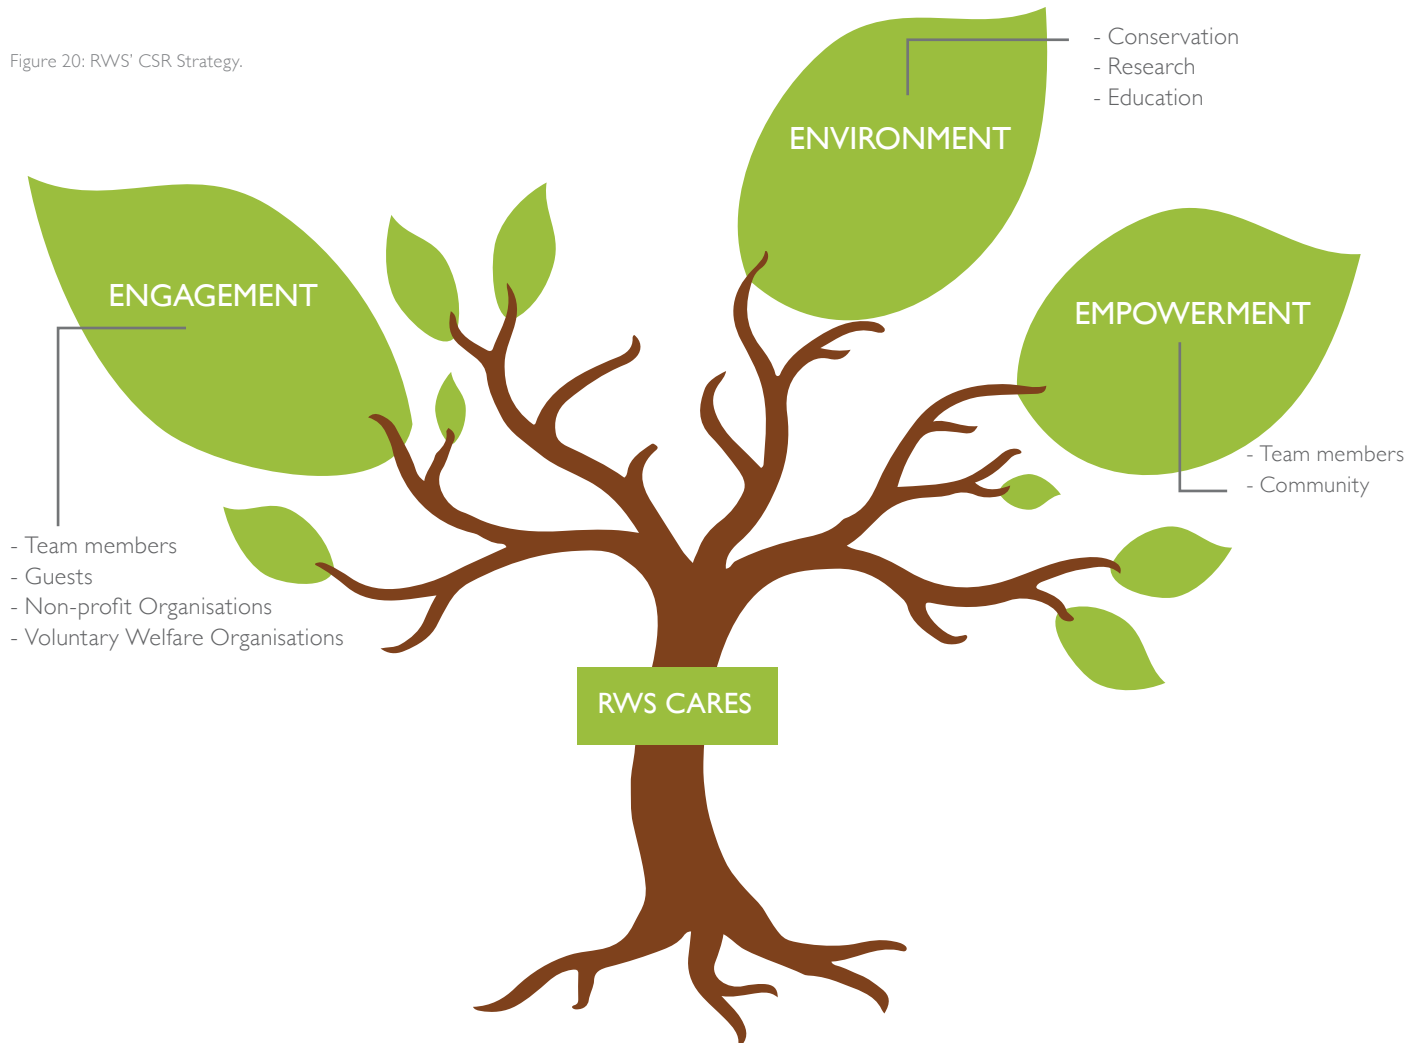 Figure 20: RWS' CSR Strategy.
- Conservation
- Research
- Education
ENVIRONMENT
ENGAGEMENT
EMPOWERMENT
- Team members
- Community
- Team members
- Guests
- Non-profit Organisations
- Voluntary Welfare Organisations
RWS CARES